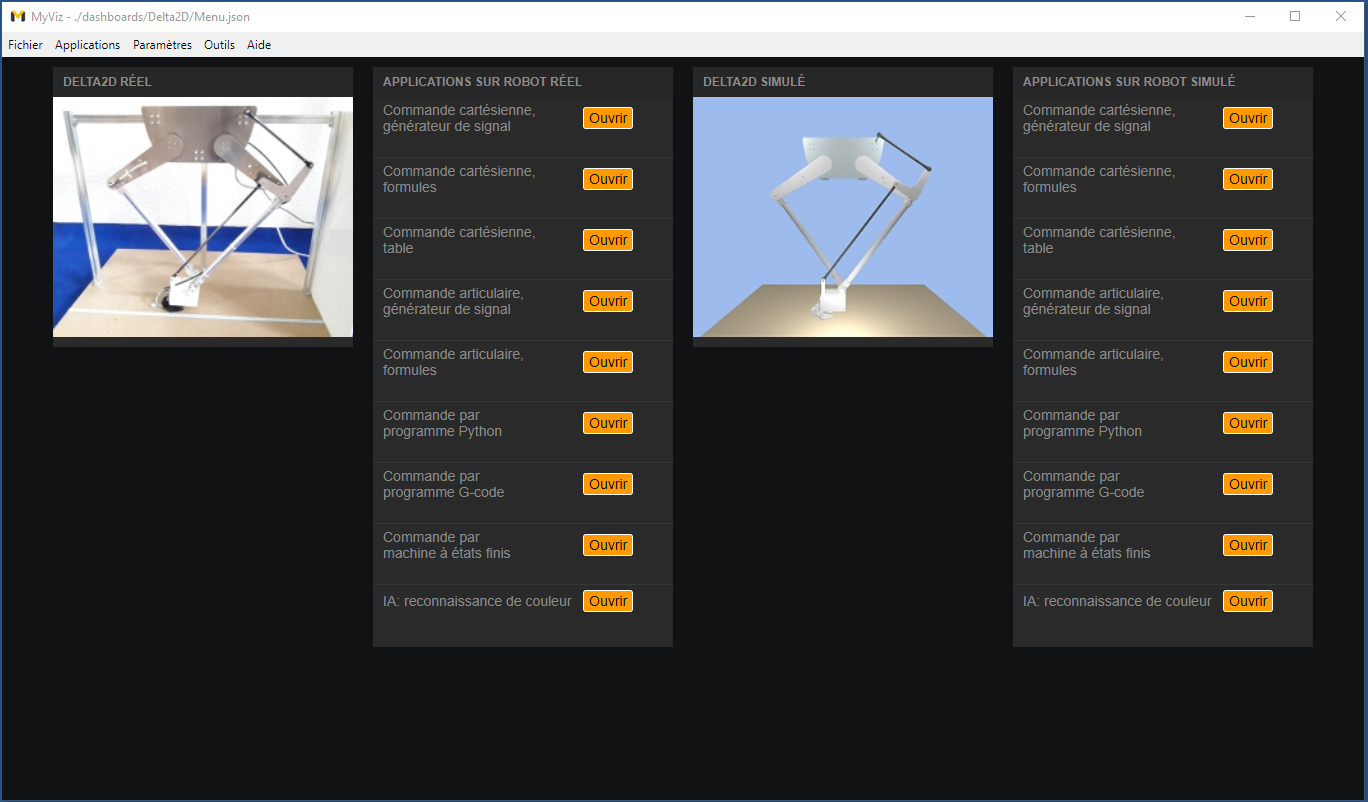 MyViz - ./dashboards/Delta2D/Menu.json
Fichier Applications Paramètres Outils Aide
DELTA2D RÉEL
APPLICATIONS SUR ROBOT RÉEL
Commande cartésienne,
générateur de signal
Ouvrir
Commande cartésienne,
formules
Ouvrir
Commande cartésienne,
table
Ouvrir
Commande articulaire,
générateur de signal
Ouvrir
Commande articulaire,
formules
Ouvrir
Commande par
programme Python
Ouvrir
Commande par
programme G-code
Ouvrir
Commande par
machine à états finis
Ouvrir
IA: reconnaissance de couleur
Ouvrir
DELTA2D SIMULÉ
APPLICATIONS SUR ROBOT SIMULÉ
Commande cartésienne,
générateur de signal
Ouvrir
Commande cartésienne,
formules
Ouvrir
Commande cartésienne,
table
Ouvrir
Commande articulaire,
générateur de signal
Ouvrir
Commande articulaire,
formules
Ouvrir
Commande par
programme Python
Ouvrir
Commande par
programme G-code
Ouvrir
Commande par
machine à états finis
Ouvrir
IA: reconnaissance de couleur
Ouvrir